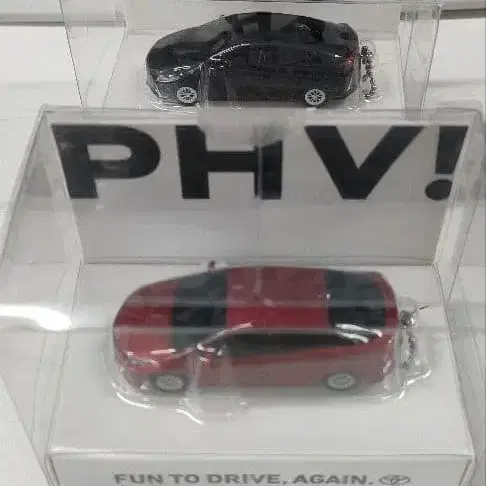 PHV!
FUN TO DRIVE, AGAIN.